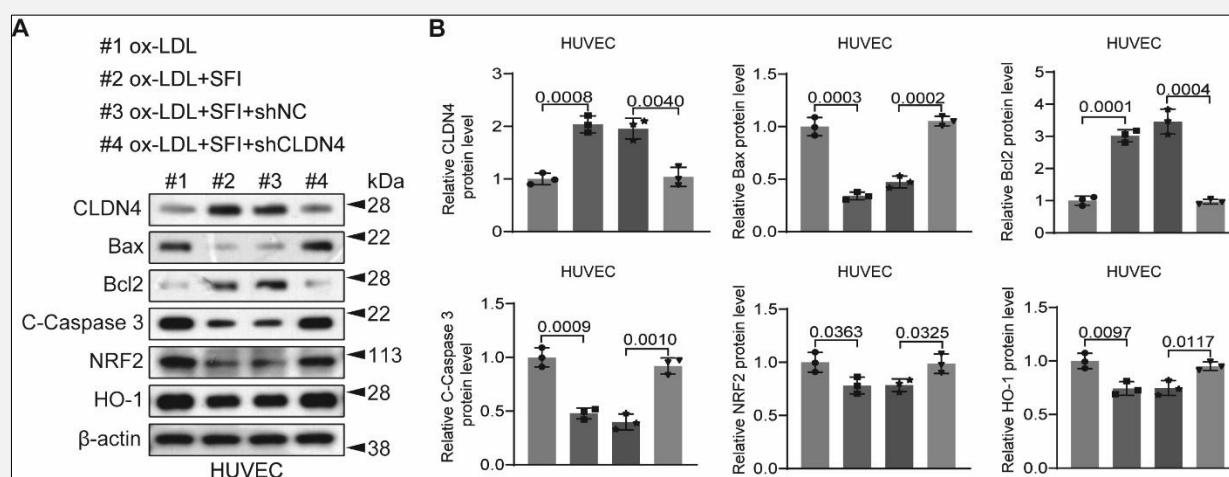 A
#1 ox-LDL
#2 ox-LDL+SFI
#3 ox-LDL+SFI+shNC
#4 ox-LDL+SFI+shCLDN4
#1 #2 #3 #4 kDa
CLDN4 28
Bax 22
Bcl2 28
C-Caspase 3 22
NRF2 113
HO-1 28
β-actin 38
HUVEC
B
HUVEC
Relative CLDN4
protein level
3
2
1
0
0.0008 0.0040
HUVEC
Relative Bax protein level
1.5
1.0
0.5
0.0
0.0003 0.0002
HUVEC
Relative Bcl2 protein level
5
4
3
2
1
0
0.0001 0.0004
HUVEC
Relative C-Caspase 3
protein level
1.5
1.0
0.5
0.0
0.0009 0.0010
HUVEC
Relative NRF2 protein level
1.5
1.0
0.5
0.0
0.0363 0.0325
HUVEC
Relative HO-1 protein level
1.5
1.0
0.5
0.0
0.0097 0.0117